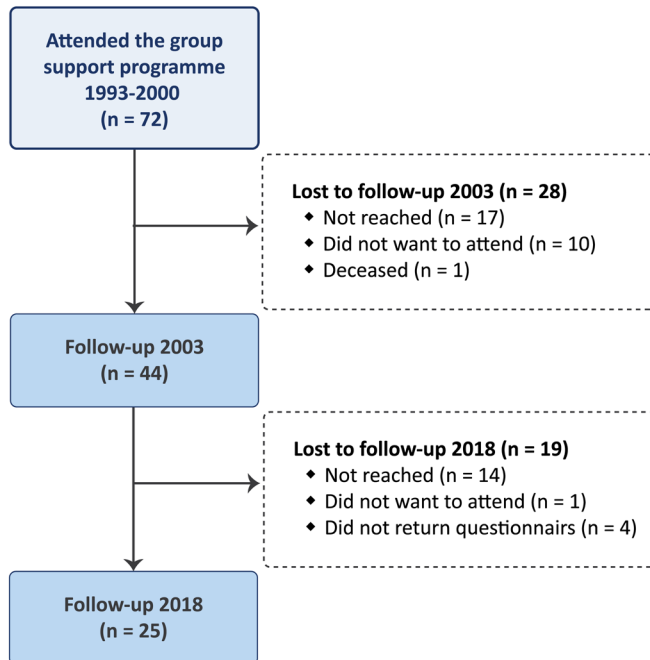 Attended the group
support programme
1993-2000
(n = 72)
Lost to follow-up 2003 (n = 28)
◆ Not reached (n = 17)
◆ Did not want to attend (n = 10)
◆ Deceased (n = 1)
Follow-up 2003
(n = 44)
Lost to follow-up 2018 (n = 19)
◆ Not reached (n = 14)
◆ Did not want to attend (n = 1)
◆ Did not return questionnairs (n = 4)
Follow-up 2018
(n = 25)